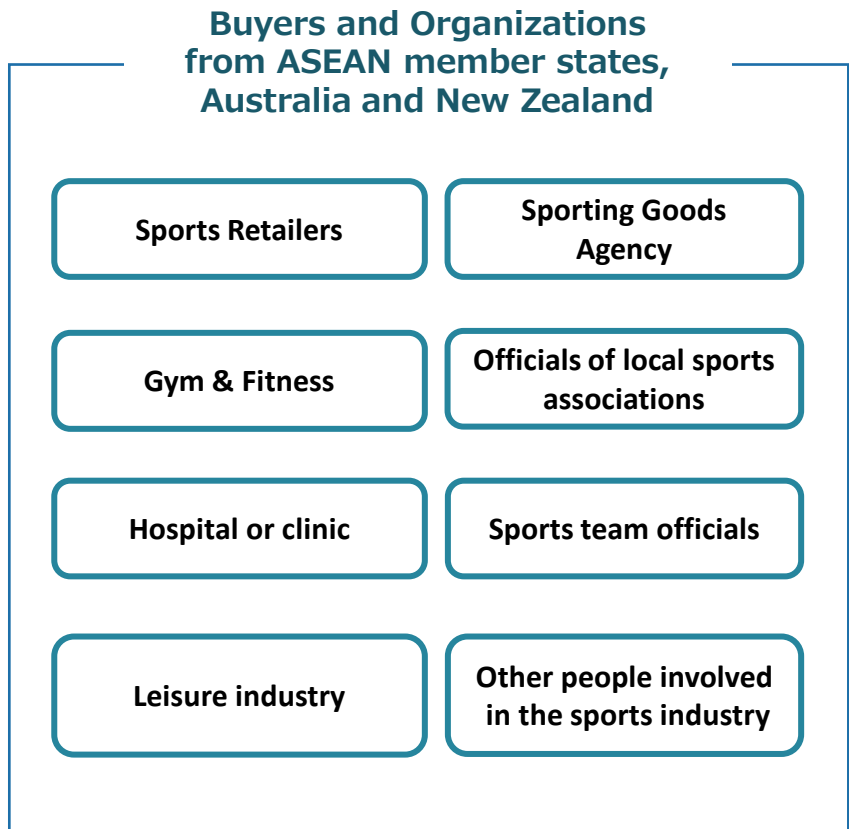 Buyers and Organizations
from ASEAN member states,
Australia and New Zealand
Sports Retailers
Sporting Goods
Agency
Gym & Fitness
Officials of local sports
associations
Hospital or clinic
Sports team officials
Leisure industry
Other people involved
in the sports industry